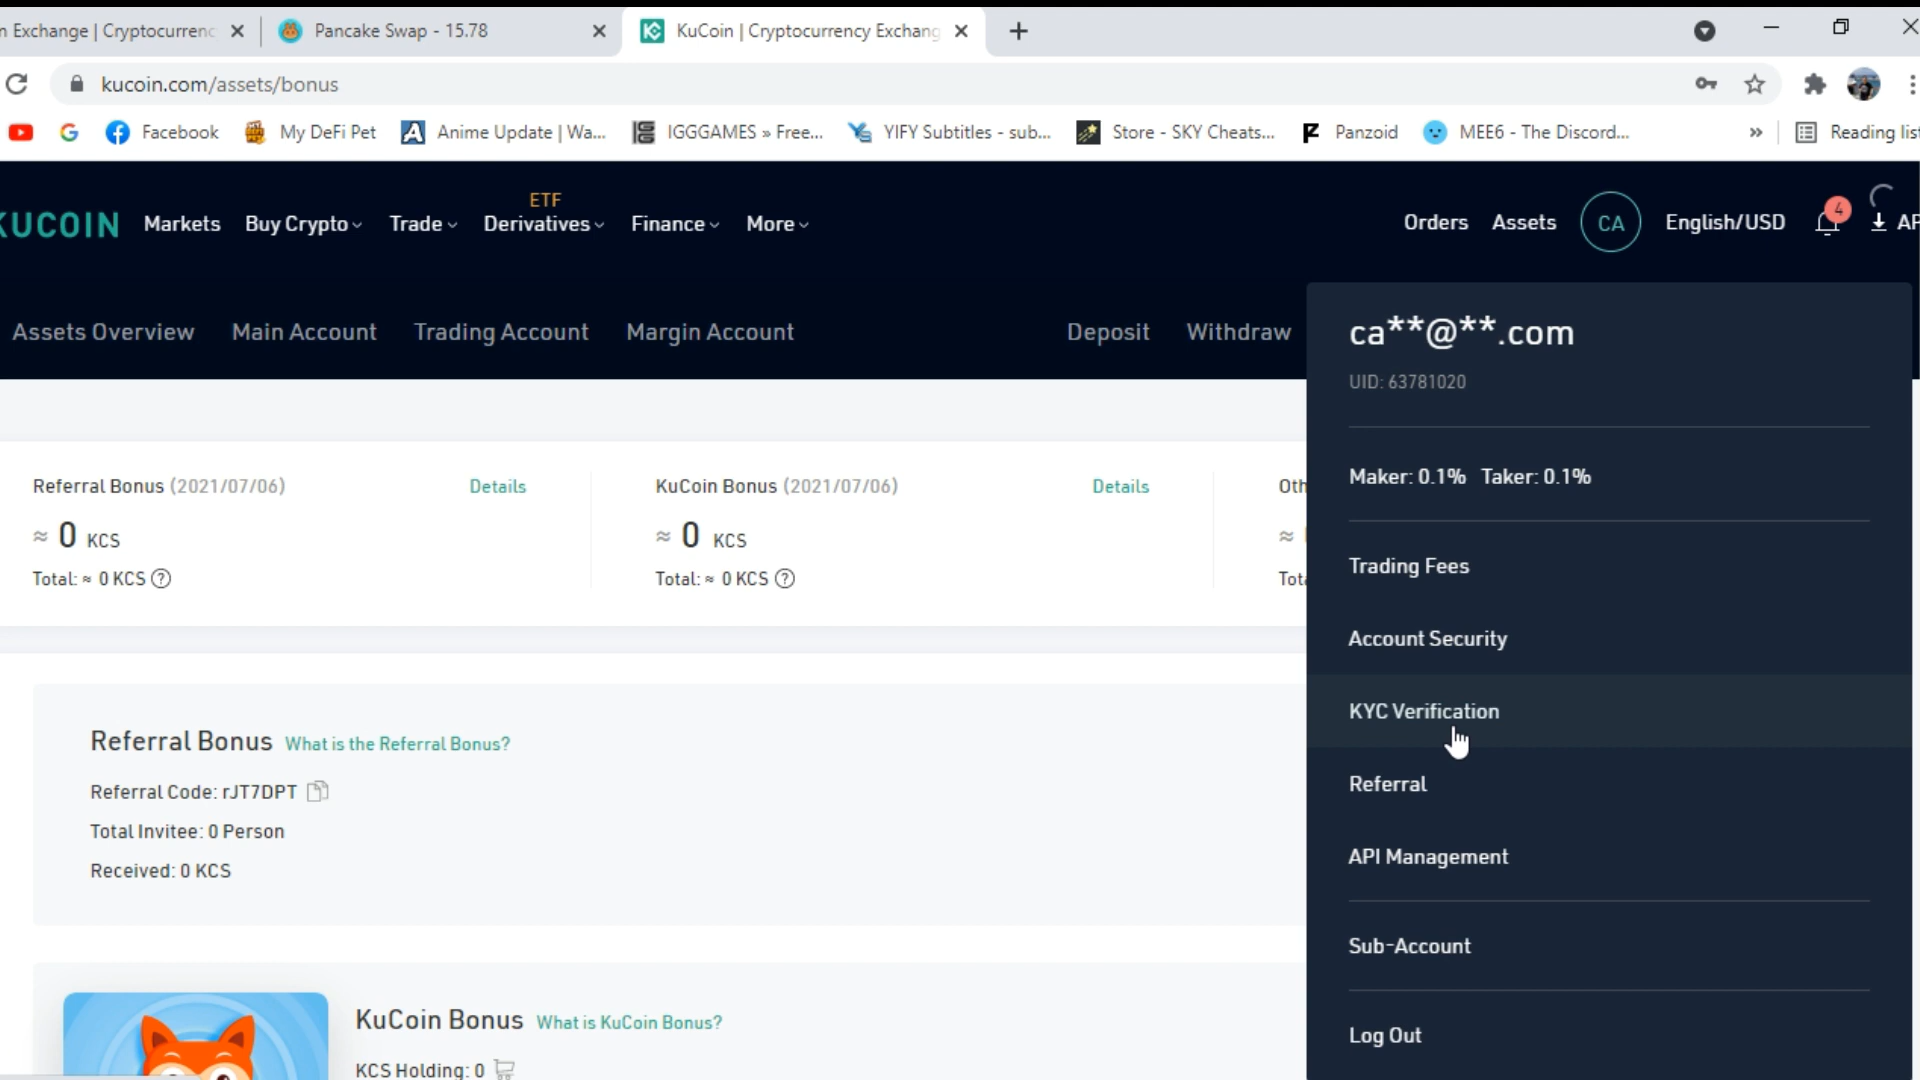 n Exchange | Cryptocurrenc
Pancake Swap - 15.78
KuCoin | Cryptocurrency Exchang
kucoin.com/assets/bonus
Facebook
My DeFi Pet
Anime Update | Wa...
IGGGAMES » Free...
YIFY Subtitles - sub...
Store - SKY Cheats...
Panzoid
MEE6 - The Discord...
»
Reading list
KUCOIN
Markets
Buy Crypto
Trade
ETF
Derivatives
Finance
More
Orders
Assets
CA
English/USD
4
AP
Assets Overview
Main Account
Trading Account
Margin Account
Deposit
Withdraw
ca**@**.com
UID: 63781020
Maker: 0.1% Taker: 0.1%
Trading Fees
Account Security
KYC Verification
Referral
API Management
Sub-Account
Log Out
Referral Bonus (2021/07/06)
Details
≈ 0 KCS
Total: ≈ 0 KCS ?
KuCoin Bonus (2021/07/06)
Details
≈ 0 KCS
Total: ≈ 0 KCS ?
Oth
≈
Tota
Referral Bonus What is the Referral Bonus?
Referral Code: rJT7DPT
Total Invitee: 0 Person
Received: 0 KCS
KuCoin Bonus What is KuCoin Bonus?
KCS Holding: 0